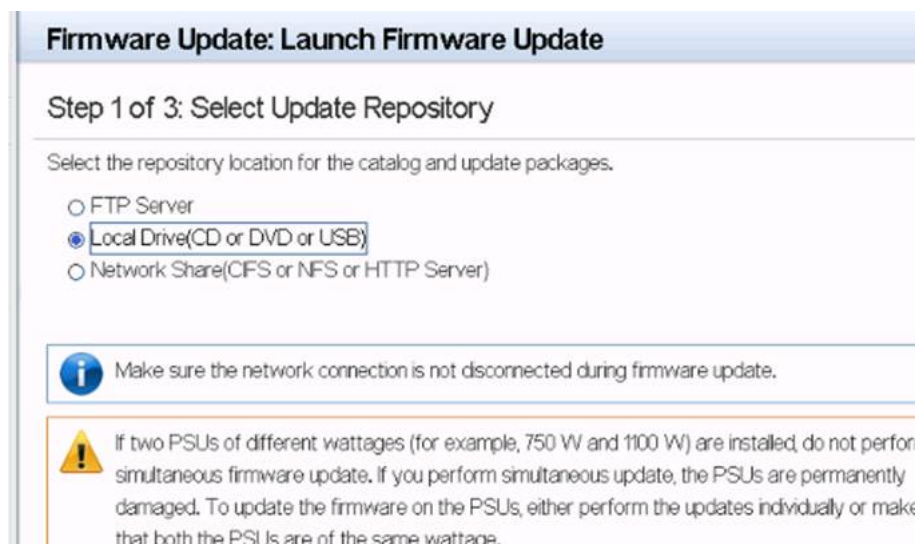 Firmware Update: Launch Firmware Update
Step 1 of 3: Select Update Repository
Select the repository location for the catalog and update packages.
FTP Server
Local Drive(CD or DVD or USB)
Network Share(CIFS or NFS or HTTP Server)
Make sure the network connection is not disconnected during firmware update.
If two PSUs of different wattages (for example, 750 W and 1100 W) are installed, do not perfor
simultaneous firmware update. If you perform simultaneous update, the PSUs are permanently
damaged. To update the firmware on the PSUs, either perform the updates individually or make
that both the PSUs are of the same wattage.